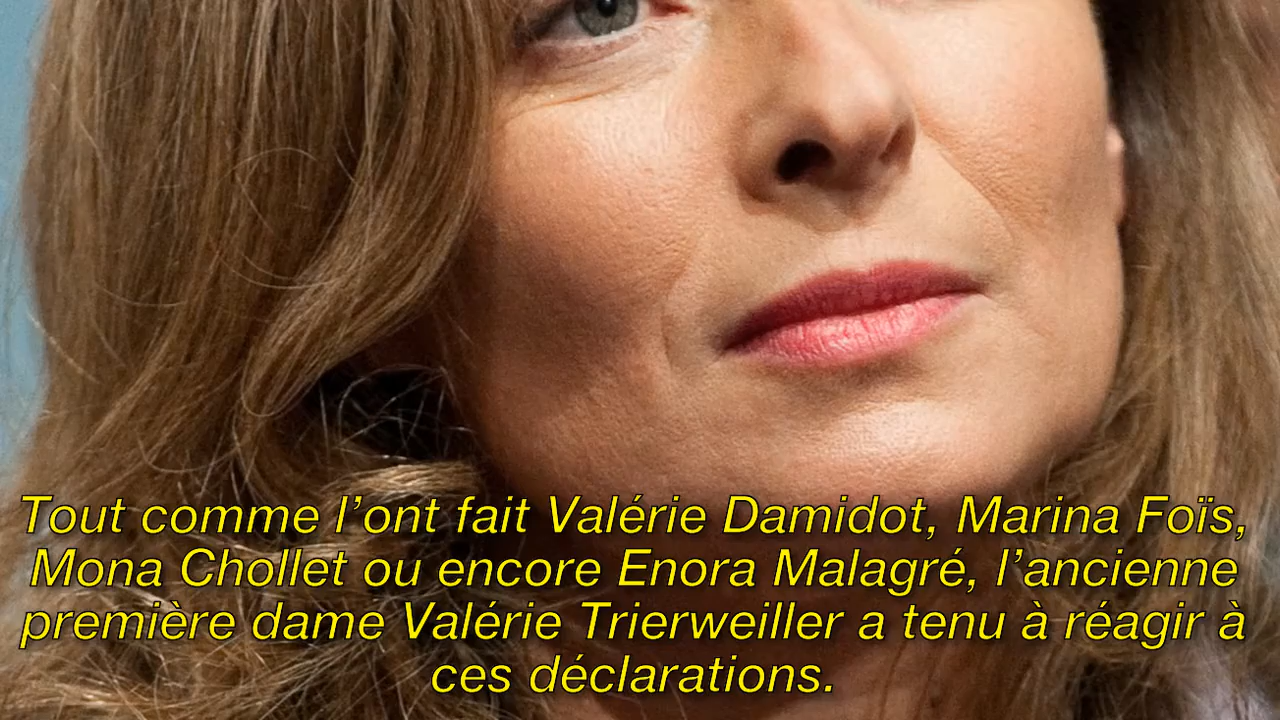 Tout comme l’ont fait Valérie Damidot, Marina Foïs,
Mona Chollet ou encore Enora Malagré, l’ancienne
première dame Valérie Trierweiller a tenu à réagir à
ces déclarations.